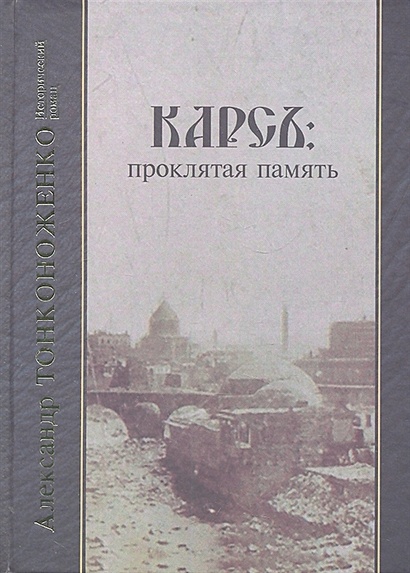 КАРСЪ:
проклятая память
Александр ТОНКОНОЖЕНКО
Исторический
роман